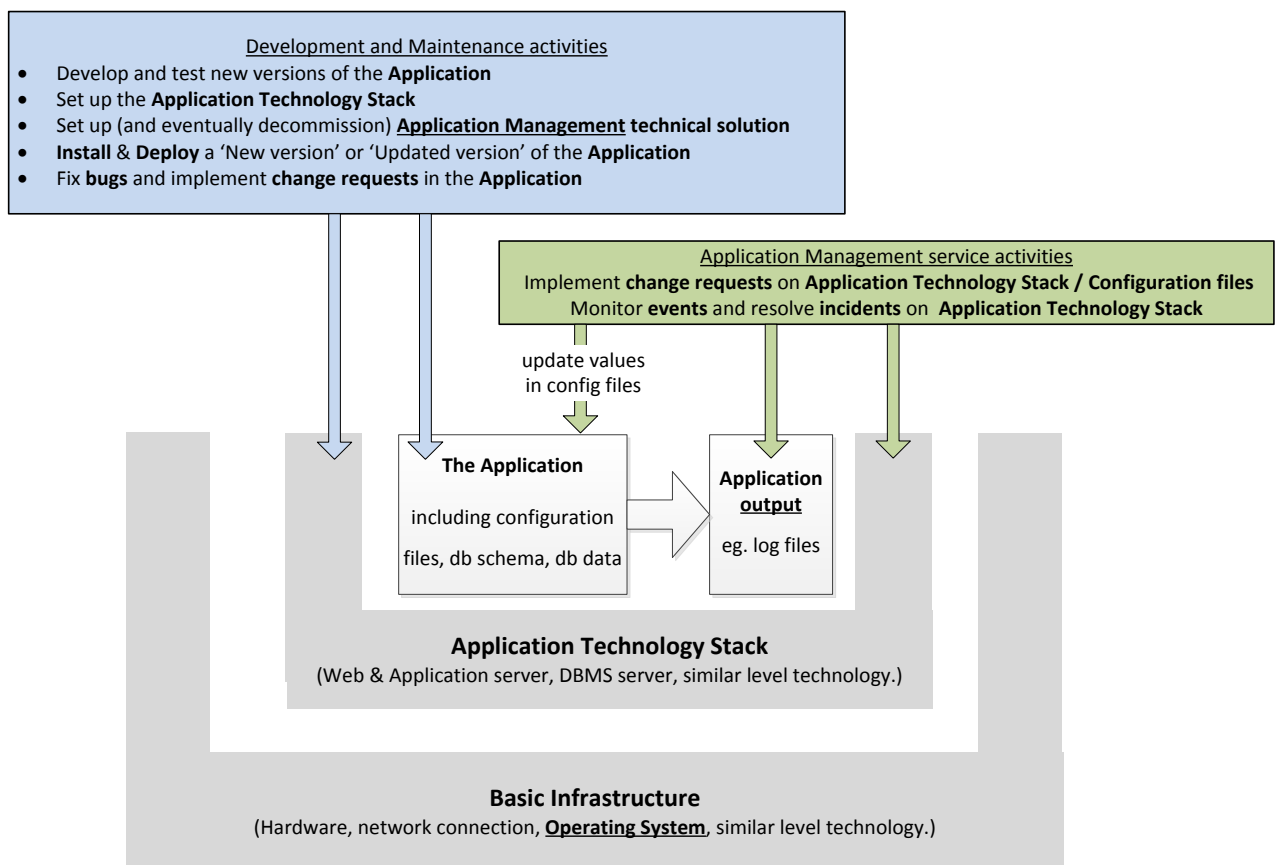 Development and Maintenance activities
• Develop and test new versions of the Application
• Set up the Application Technology Stack
• Set up (and eventually decommission) Application Management technical solution
• Install & Deploy a ‘New version’ or ‘Updated version’ of the Application
• Fix bugs and implement change requests in the Application
Application Management service activities
Implement change requests on Application Technology Stack / Configuration files
Monitor events and resolve incidents on Application Technology Stack
update values
in config files
The Application
including configuration
files, db schema, db data
Application
output
eg. log files
Application Technology Stack
(Web & Application server, DBMS server, similar level technology.)
Basic Infrastructure
(Hardware, network connection, Operating System, similar level technology.)